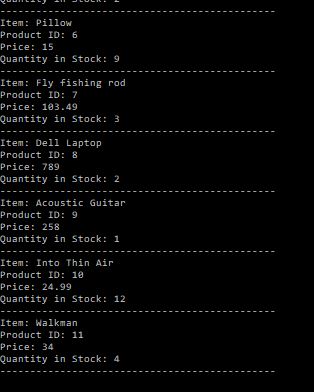 Quantity in Stock: 2
----------------------------------------------
Item: Pillow
Product ID: 6
Price: 15
Quantity in Stock: 9
----------------------------------------------
Item: Fly fishing rod
Product ID: 7
Price: 103.49
Quantity in Stock: 3
----------------------------------------------
Item: Dell Laptop
Product ID: 8
Price: 789
Quantity in Stock: 2
----------------------------------------------
Item: Acoustic Guitar
Product ID: 9
Price: 258
Quantity in Stock: 1
----------------------------------------------
Item: Into Thin Air
Product ID: 10
Price: 24.99
Quantity in Stock: 12
----------------------------------------------
Item: Walkman
Product ID: 11
Price: 34
Quantity in Stock: 4
----------------------------------------------